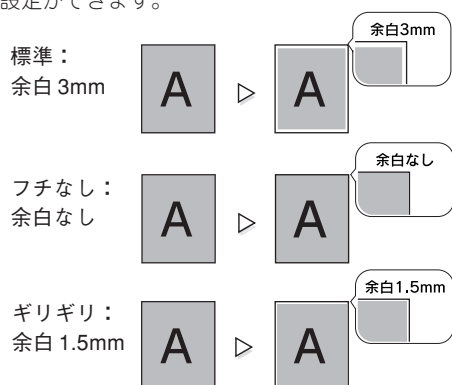 設定ができます。
余白3mm
標準：
余白 3mm
A A
余白なし
フチなし：
余白なし
A A
余白1.5mm
ギリギリ：
余白 1.5mm
A A